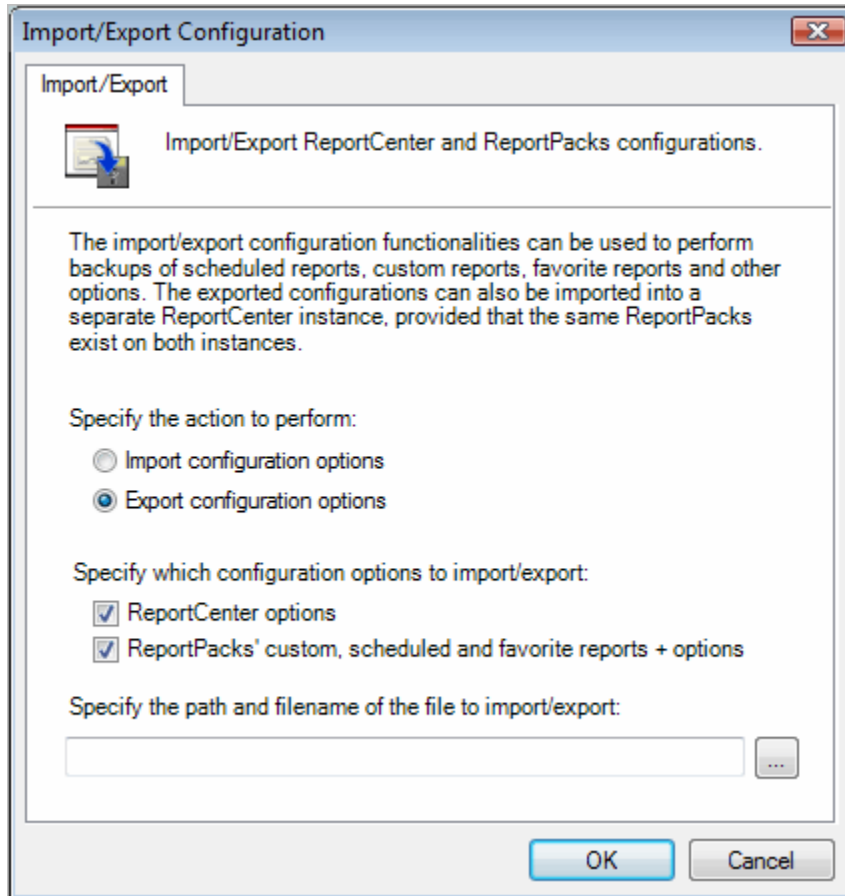 Import/Export Configuration
Import/Export
Import/Export ReportCenter and ReportPacks configurations.
The import/export configuration functionalities can be used to perform
backups of scheduled reports, custom reports, favorite reports and other
options. The exported configurations can also be imported into a
separate ReportCenter instance, provided that the same ReportPacks
exist on both instances.
Specify the action to perform:
Import configuration options
Export configuration options
Specify which configuration options to import/export:
ReportCenter options
ReportPacks' custom, scheduled and favorite reports + options
Specify the path and filename of the file to import/export:
...
OK
Cancel